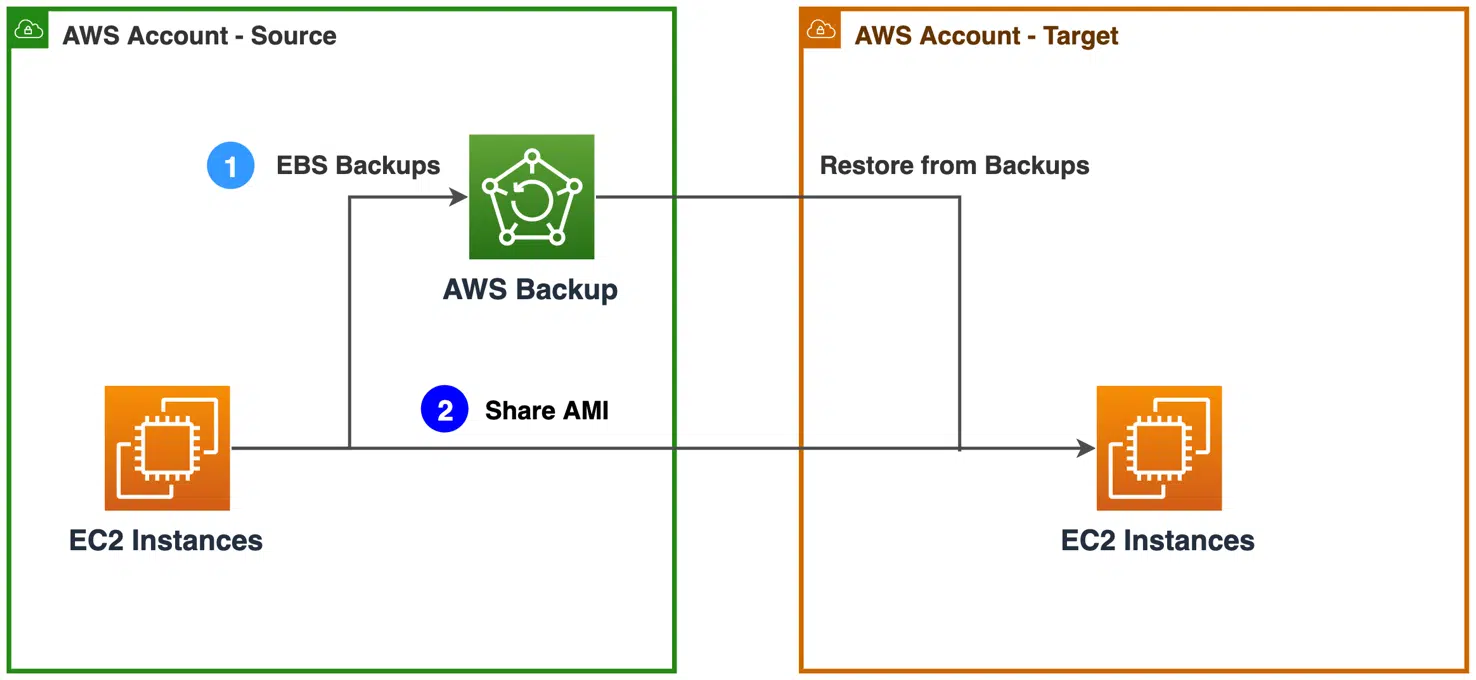 AWS Account - Source
AWS Account - Target
1
EBS Backups
Restore from Backups
AWS Backup
2
Share AMI
EC2 Instances
EC2 Instances